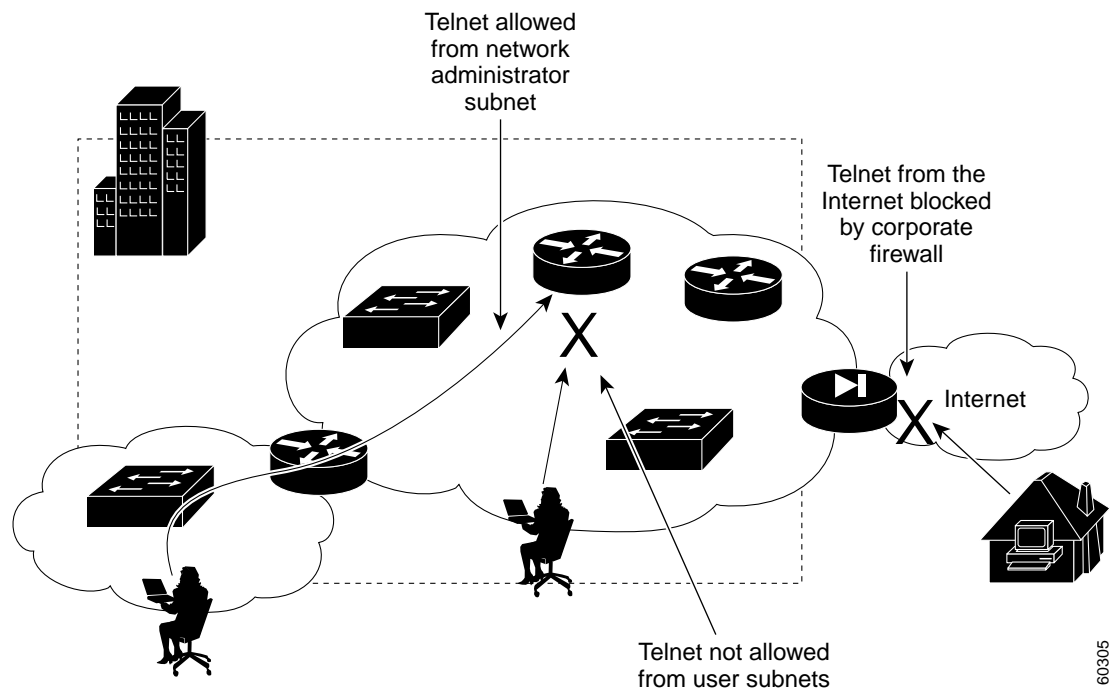 Telnet allowed
from network
administrator
subnet
Telnet from the
Internet blocked
by corporate
firewall
X
X
Internet
Telnet not allowed
from user subnets
60305